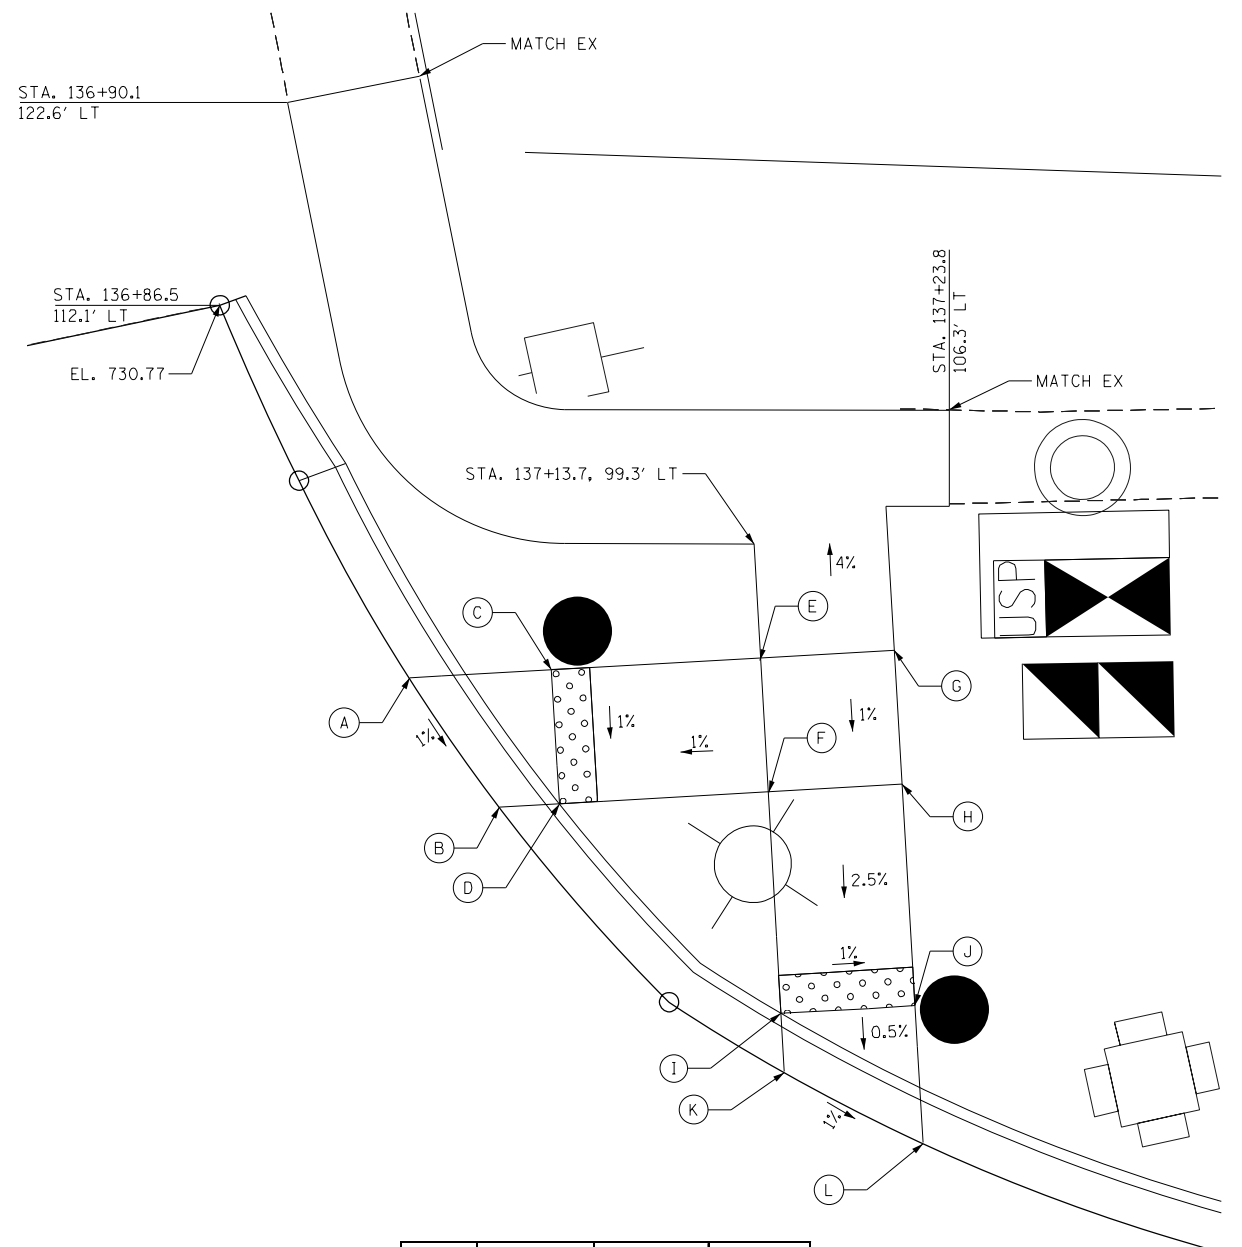 MATCH EX
STA. 136+90.1
122.6' LT
STA. 136+86.5
112.1' LT
EL. 730.77
STA. 137+23.8
106.3' LT
MATCH EX
STA. 137+13.7, 99.3' LT
4%
USP
C
E
G
A
1%
1%
1%
1%
F
B
D
H
2.5%
1%
J
I
0.5%
K
1%
L